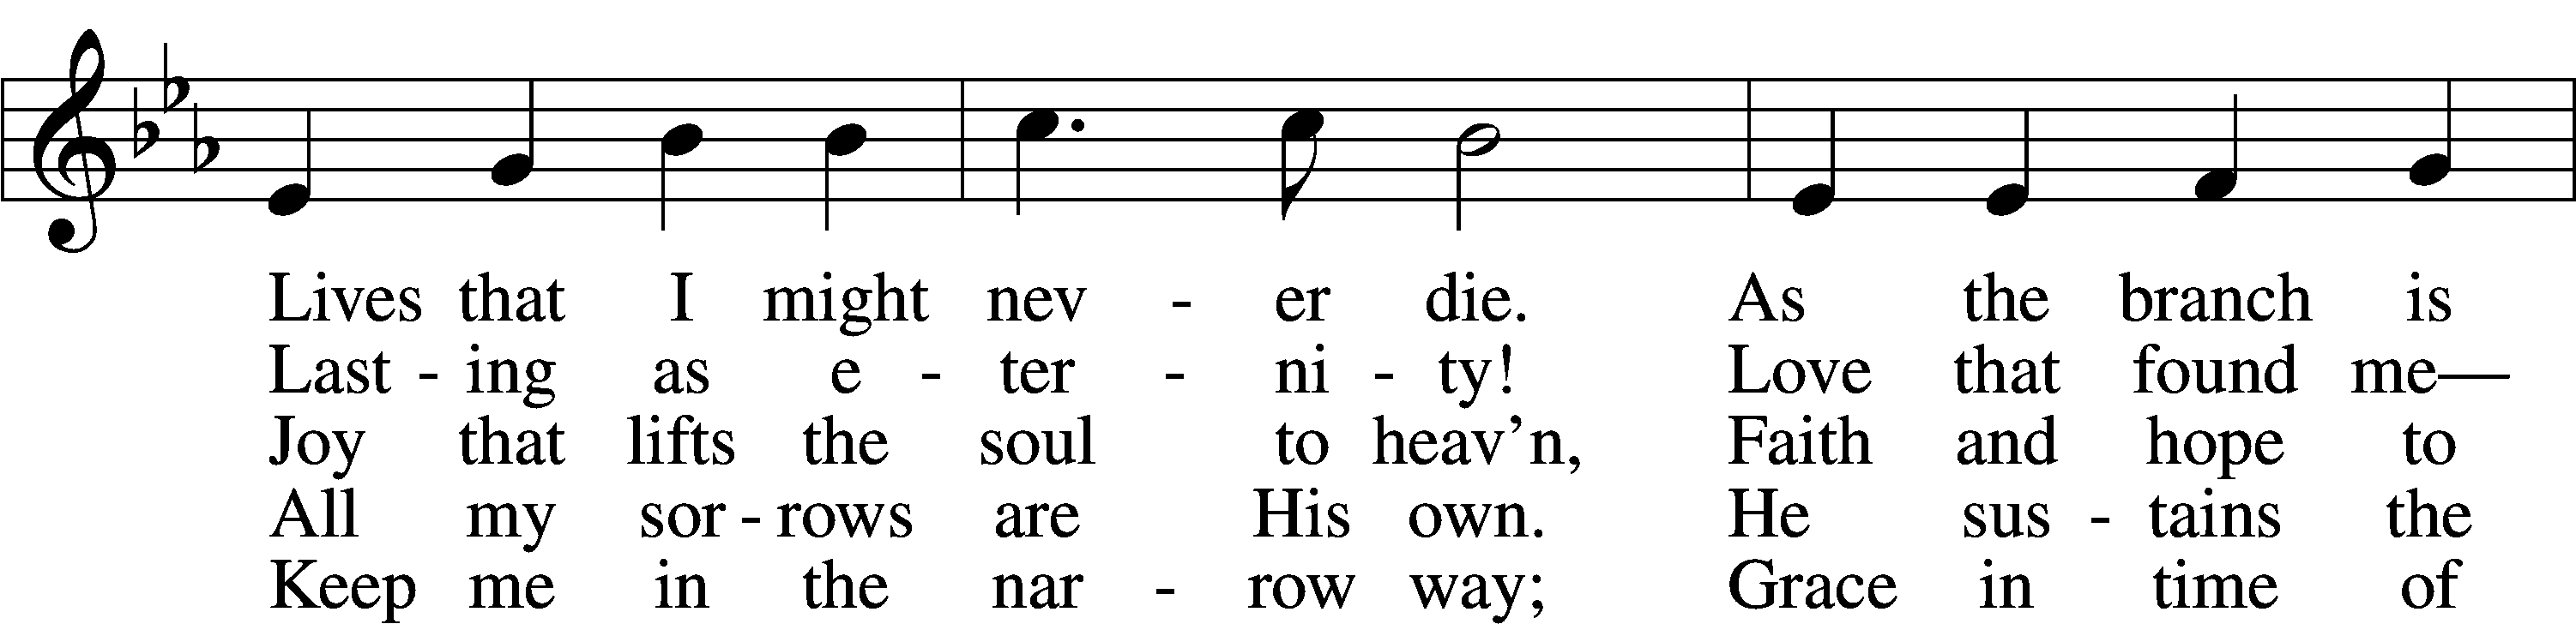 Lives that I might nev - er die. As the branch is
Last - ing as e - ter - ni - ty! Love that found me—
Joy that lifts the soul to heav’n, Faith and hope to
All my sor - rows are His own. He sus - tains the
Keep me in the nar - row way; Grace in time of